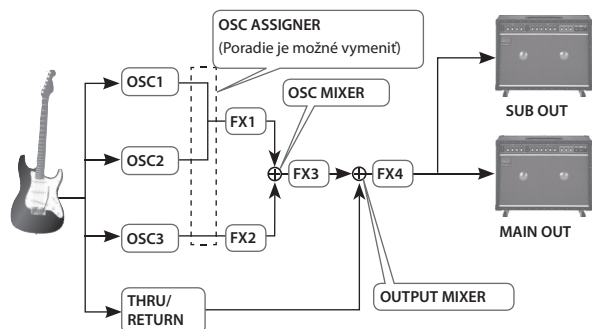 OSC ASSIGNER
(Poradie je možné vymeniť)
OSC1
OSC MIXER
FX1
SUB OUT
OSC2
FX3
FX4
OSC3
FX2
MAIN OUT
THRU/
RETURN
OUTPUT MIXER